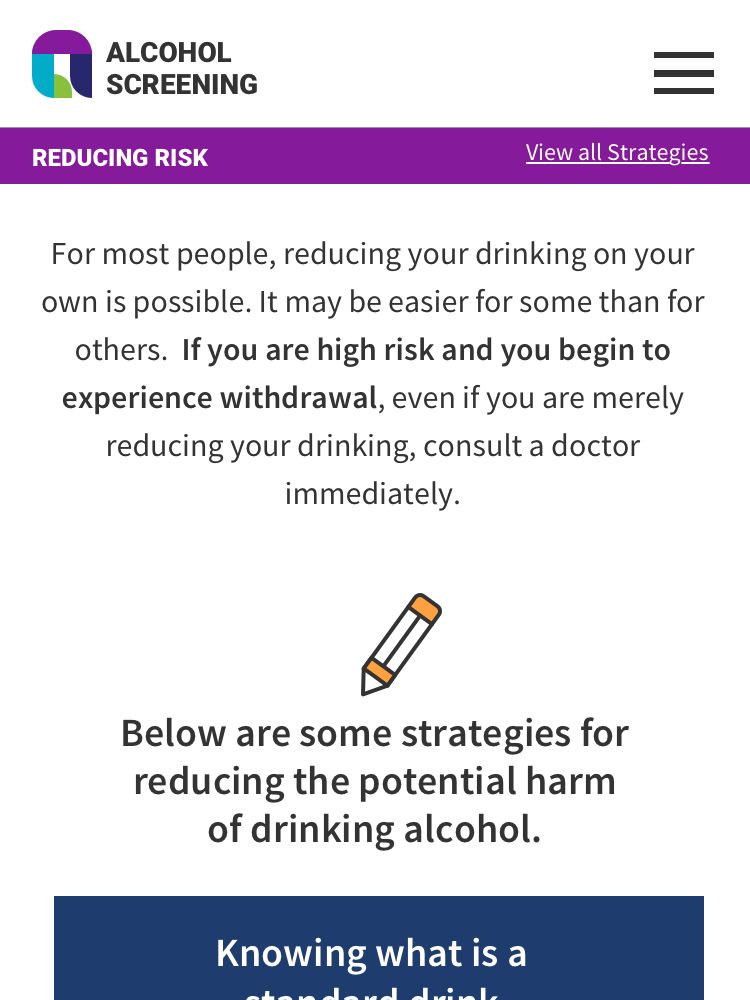 ALCOHOL
SCREENING
REDUCING RISK
View all Strategies
For most people, reducing your drinking on your
own is possible. It may be easier for some than for
others.  If you are high risk and you begin to
experience withdrawal, even if you are merely
reducing your drinking, consult a doctor
immediately.
Below are some strategies for
reducing the potential harm
of drinking alcohol.
Knowing what is a
standard drink